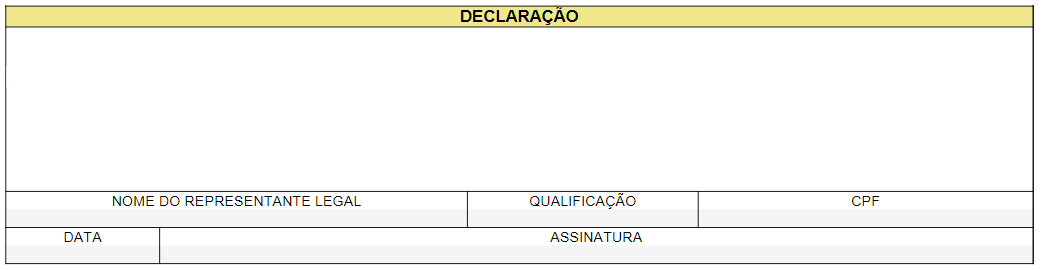 DECLARAÇÃO
NOME DO REPRESENTANTE LEGAL QUALIFICAÇÃO CPF
DATA ASSINATURA